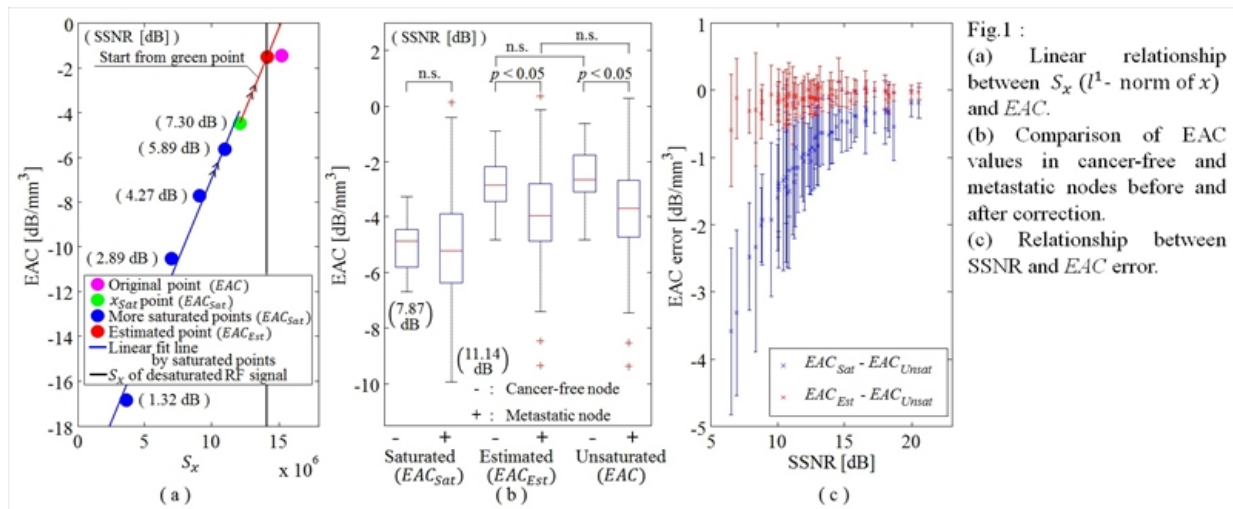 0
-2
-4
-6
-8
-10
-12
-14
-16
-18
EAC [dB/mm³]
( SSNR [dB] )
Start from green point
( 7.30 dB )
( 5.89 dB )
( 4.27 dB )
( 2.89 dB )
( 1.32 dB )
Original point (EAC)
x_Sat point (EAC_Sat)
More saturated points (EAC_Sat)
Estimated point (EAC_Est)
Linear fit line
by saturated points
S_x of desaturated RF signal
0 5 10 15
S_x x 10⁶
( a )
2
0
-2
-4
-6
-8
-10
EAC [dB/mm³]
( SSNR [dB] )
n.s.
n.s.
n.s.
p < 0.05
p < 0.05
(7.87
dB)
(11.14
dB)
- : Cancer-free node
+ : Metastatic node
- + - + - +
Saturated Estimated Unsaturated
(EAC_Sat) (EAC_Est) (EAC)
( b )
1
0
-1
-2
-3
-4
-5
EAC error [dB/mm³]
EAC_Sat - EAC_Unsat
EAC_Est - EAC_Unsat
5 10 15 20
SSNR [dB]
( c )
Fig.1 :
(a) Linear relationship
between S_x (l¹- norm of x)
and EAC.
(b) Comparison of EAC
values in cancer-free and
metastatic nodes before and
after correction.
(c) Relationship between
SSNR and EAC error.